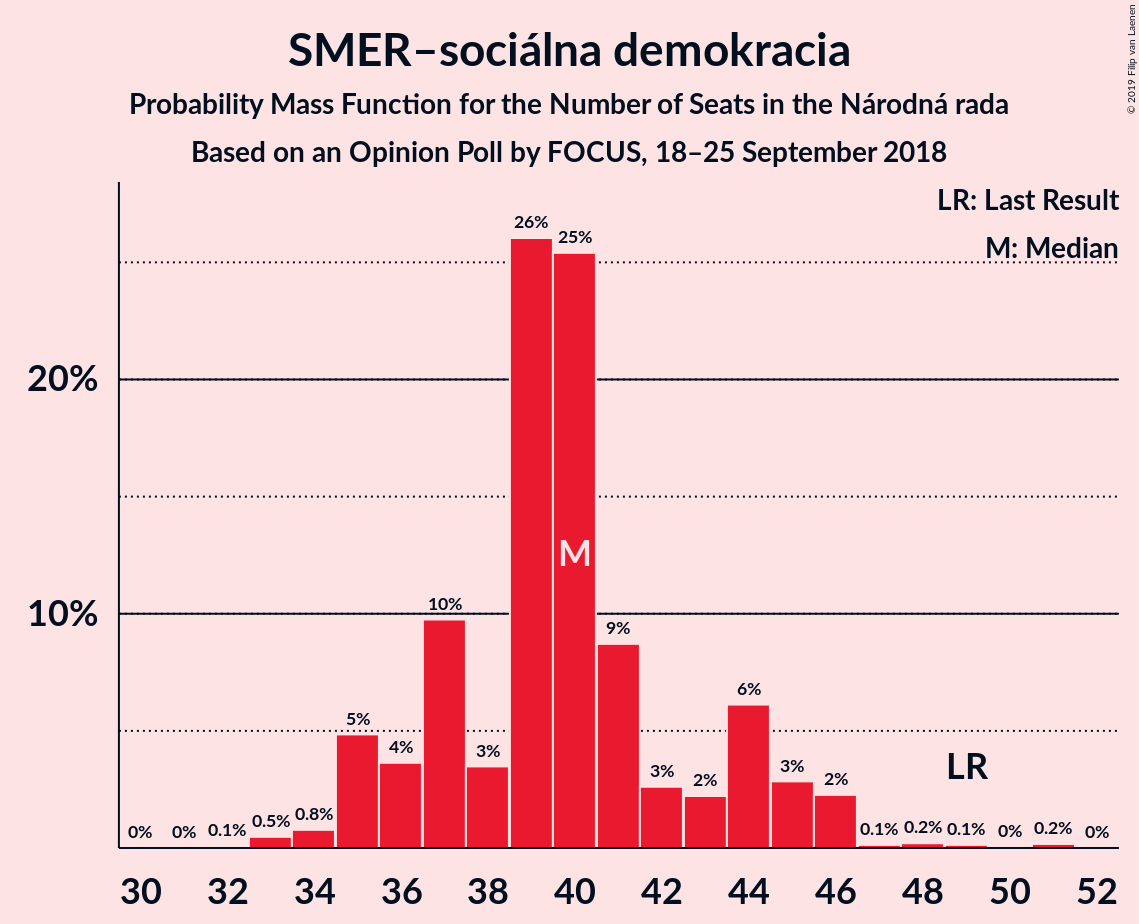 SMER–sociálna demokracia
Probability Mass Function for the Number of Seats in the Národná rada
Based on an Opinion Poll by FOCUS, 18–25 September 2018
© 2019 Filip van Laenen
LR: Last Result
M: Median
20%
10%
0% 0% 0.1% 0.5% 0.8% 5% 4% 10% 3% 26% 25% 9% 3% 2% 6% 3% 2% 0.1% 0.2% 0.1% 0% 0.2% 0%
M
LR
30 32 34 36 38 40 42 44 46 48 50 52